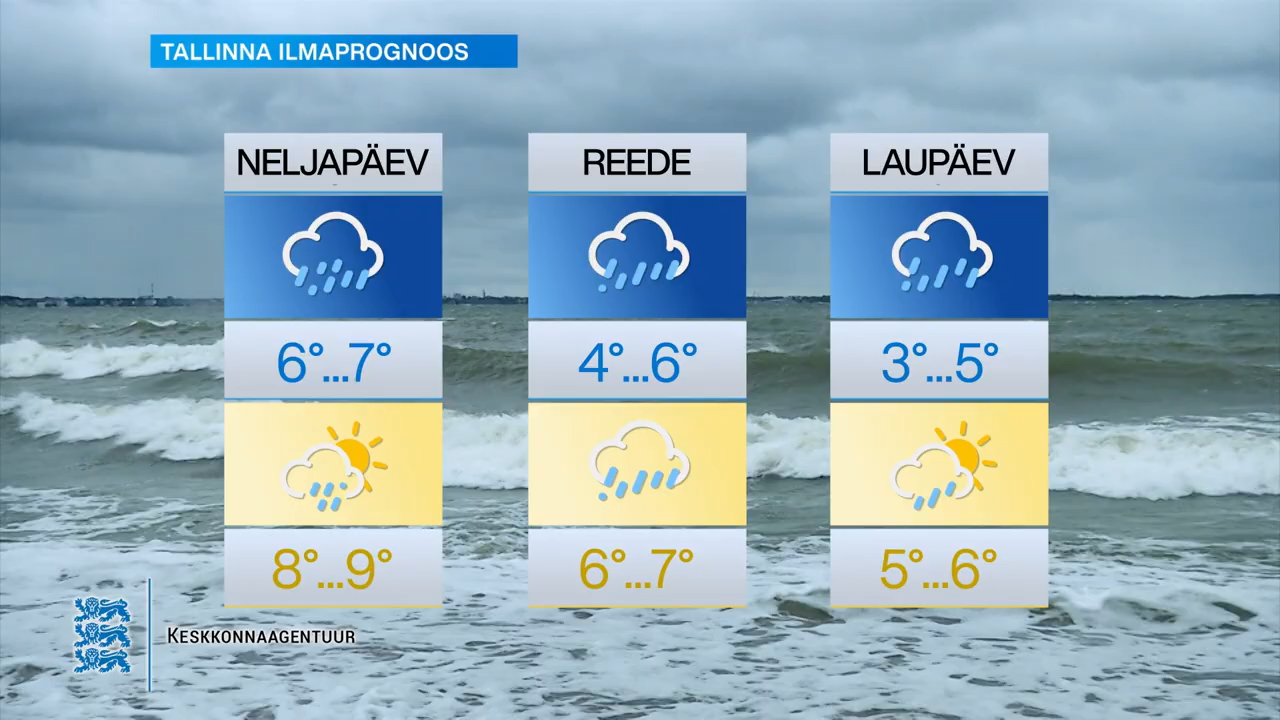 TALLINNA ILMAPROGNOOS
NELJAPÄEV
REEDE
LAUPÄEV
6°...7°
4°...6°
3°...5°
8°...9°
6°...7°
5°...6°
KESKKONNAAGENTUUR